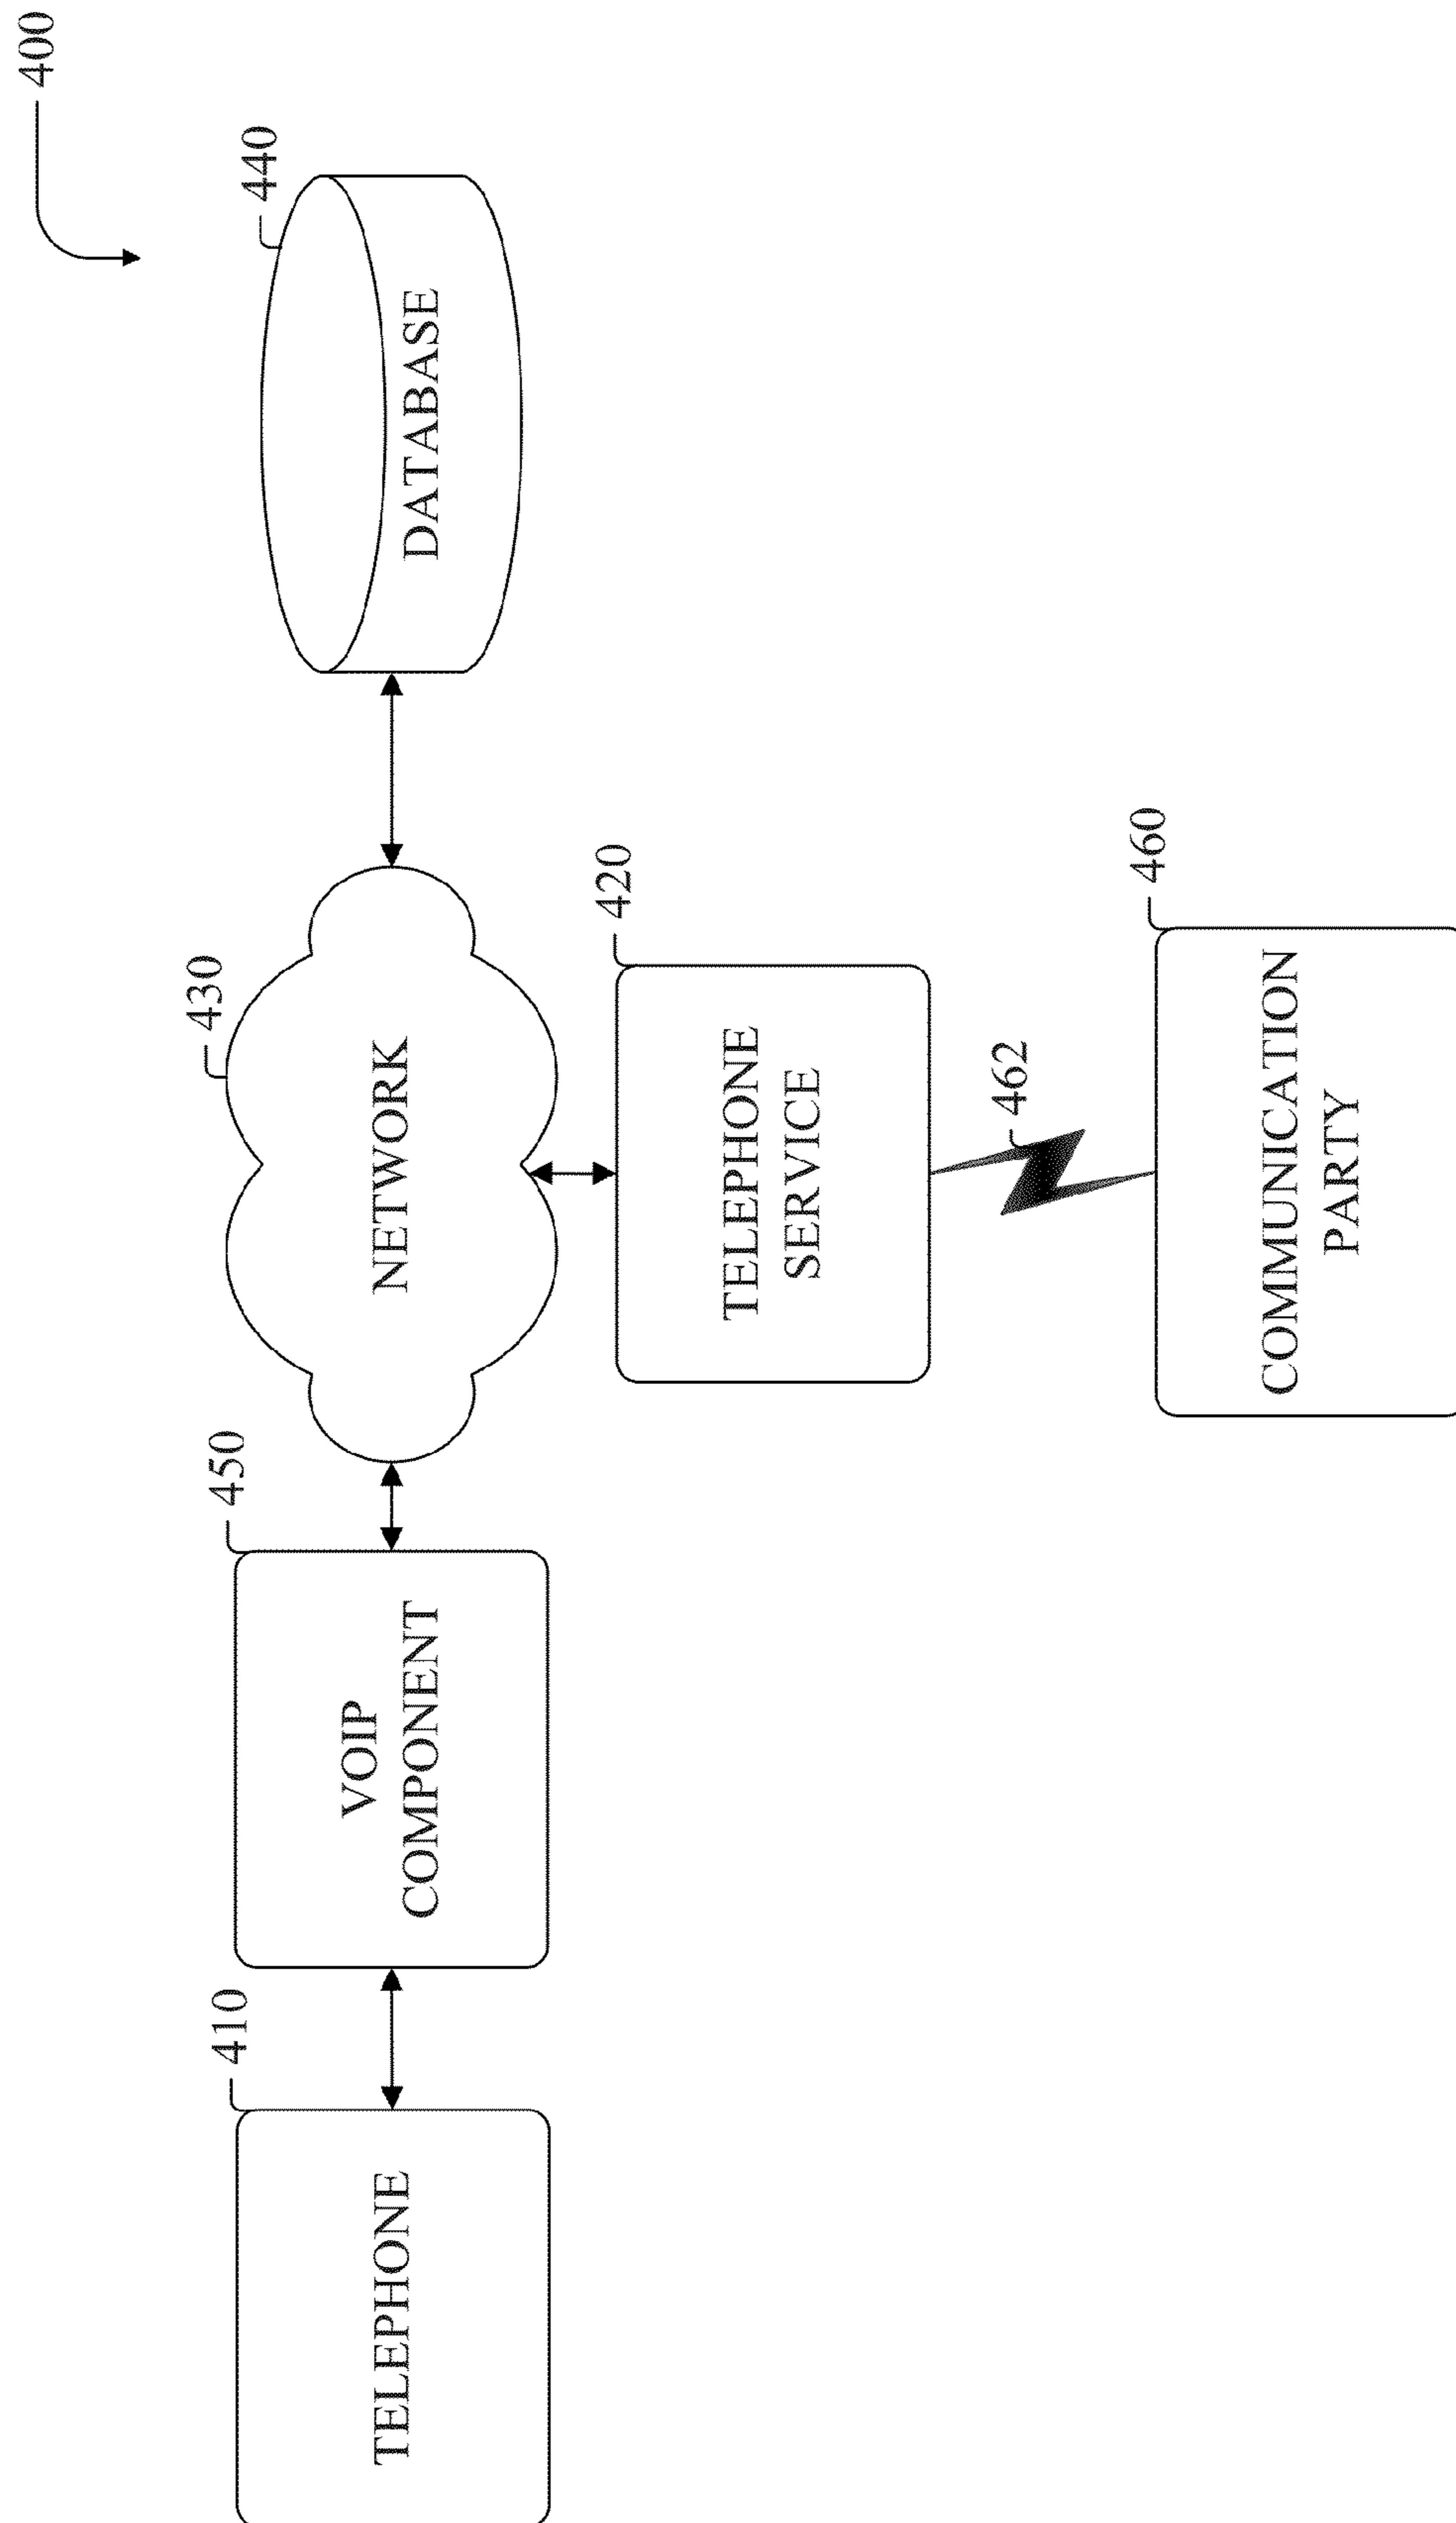 400
410
TELEPHONE
450
VOIP
COMPONENT
430
NETWORK
440
DATABASE
420
TELEPHONE
SERVICE
462
460
COMMUNICATION
PARTY